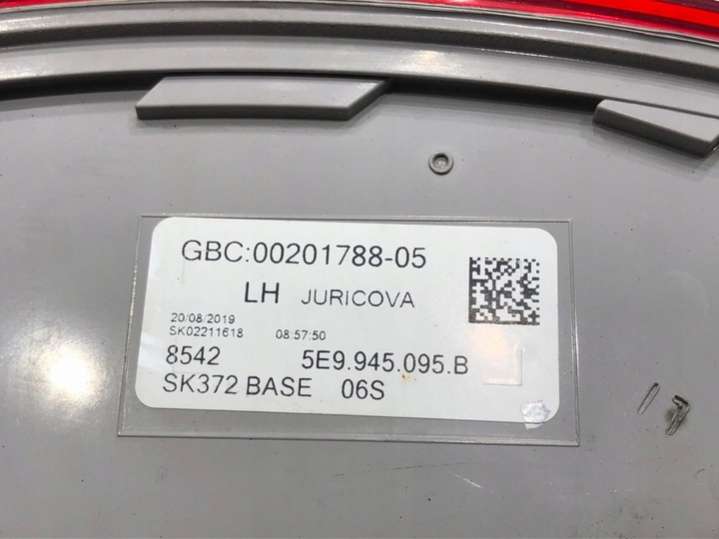 GBC:00201788-05
LH JURICOVA
20/08/2019
SK02211618 08:57:50
8542 5E9.945.095.B
SK372 BASE 06S